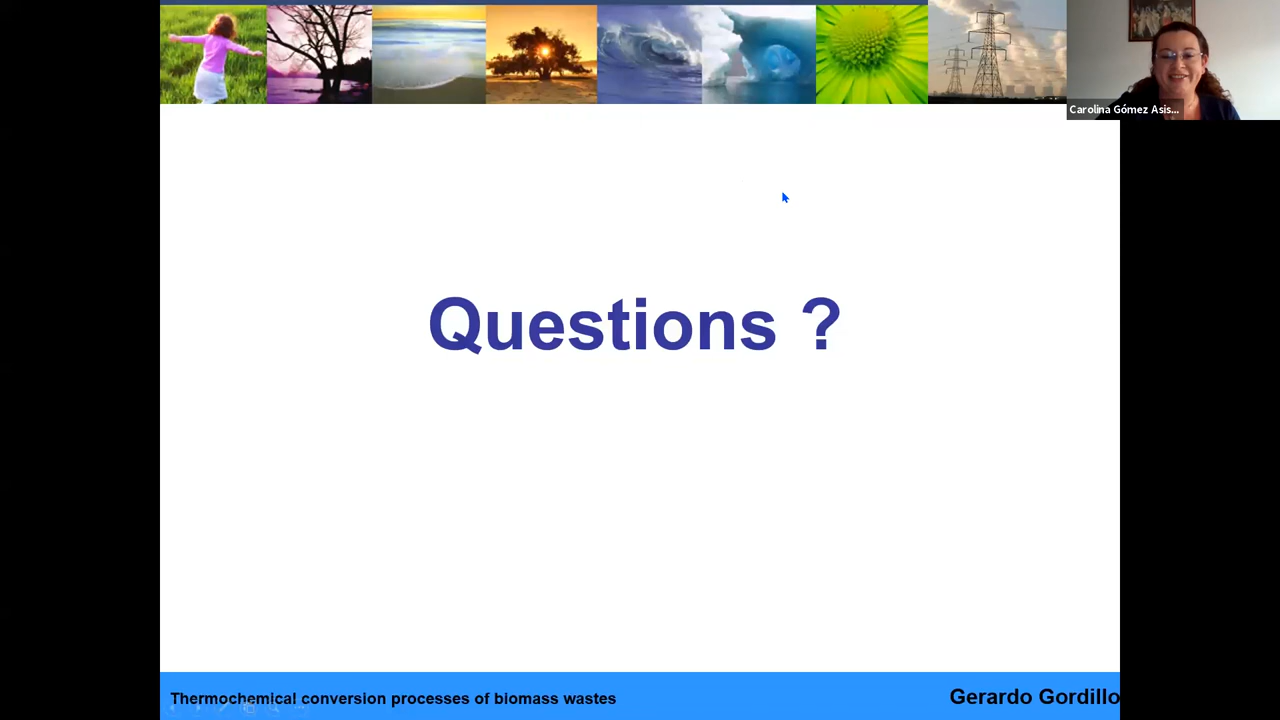 Carolina Gómez Asis...
Questions ?
Thermochemical conversion processes of biomass wastes
Gerardo Gordillo